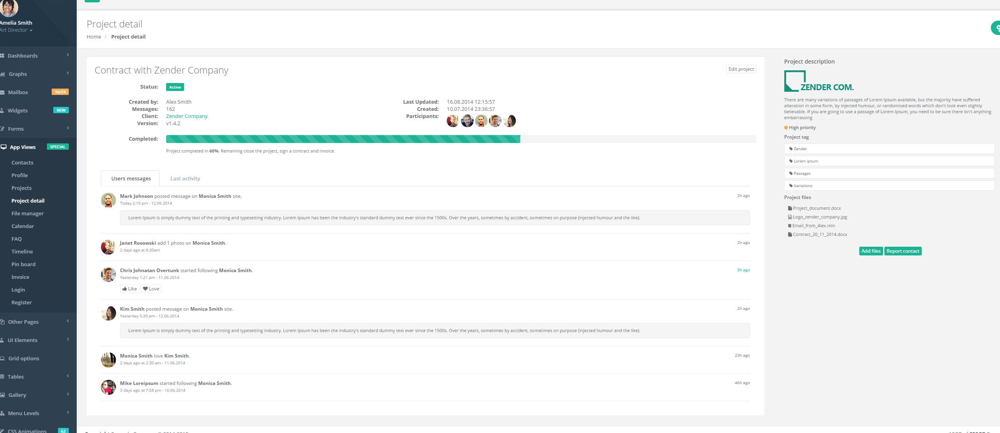 Amelia Smith
Art Director
Dashboards
Graphs
Mailbox 16/24
Widgets NEW
Forms
App Views SPECIAL
Contacts
Profile
Projects
Project detail
File manager
Calendar
FAQ
Timeline
Pin board
Invoice
Login
Register
Other Pages
UI Elements
Grid options
Tables
Gallery
Menu Levels
CSS Animations 62
Project detail
Home / Project detail
Contract with Zender Company
Edit project
Status: Active
Created by: Alex Smith
Messages: 162
Client: Zender Company
Version: v1.4.2
Last Updated: 16.08.2014 12:15:57
Created: 10.07.2014 23:36:57
Participants:
Completed:
Project completed in 60%. Remaining close the project, sign a contract and invoice.
Users messages Last activity
Mark Johnson posted message on Monica Smith site. 2h ago
Today 2:10 pm - 12.06.2014
Lorem Ipsum is simply dummy text of the printing and typesetting industry. Lorem Ipsum has been the industry's standard dummy text ever since the 1500s. Over the years, sometimes by accident, sometimes on purpose (injected humour and the like).
Janet Rosowski add 1 photo on Monica Smith. 2h ago
2 days ago at 8:30am
Chris Johnatan Overtunk started following Monica Smith. 5h ago
Yesterday 1:21 pm - 11.06.2014
Like Love
Kim Smith posted message on Monica Smith site. 2h ago
Yesterday 5:20 pm - 12.06.2014
Lorem Ipsum is simply dummy text of the printing and typesetting industry. Lorem Ipsum has been the industry's standard dummy text ever since the 1500s. Over the years, sometimes by accident, sometimes on purpose (injected humour and the like).
Monica Smith love Kim Smith. 23h ago
2 days ago at 2:30 am - 11.06.2014
Mike Loreipsum started following Monica Smith. 46h ago
3 days ago at 7:58 pm - 10.06.2014
Project description
ZENDER COM.
There are many variations of passages of Lorem Ipsum available, but the majority have suffered
alteration in some form, by injected humour, or randomised words which don't look even slightly
believable. If you are going to use a passage of Lorem Ipsum, you need to be sure there isn't anything
embarrassing
High priority
Project tag
Zender
Lorem ipsum
Passages
Variations
Project files
Project_document.docx
Logo_zender_company.jpg
Email_from_Alex.mln
Contract_20_11_2014.docx
Add files Report contact